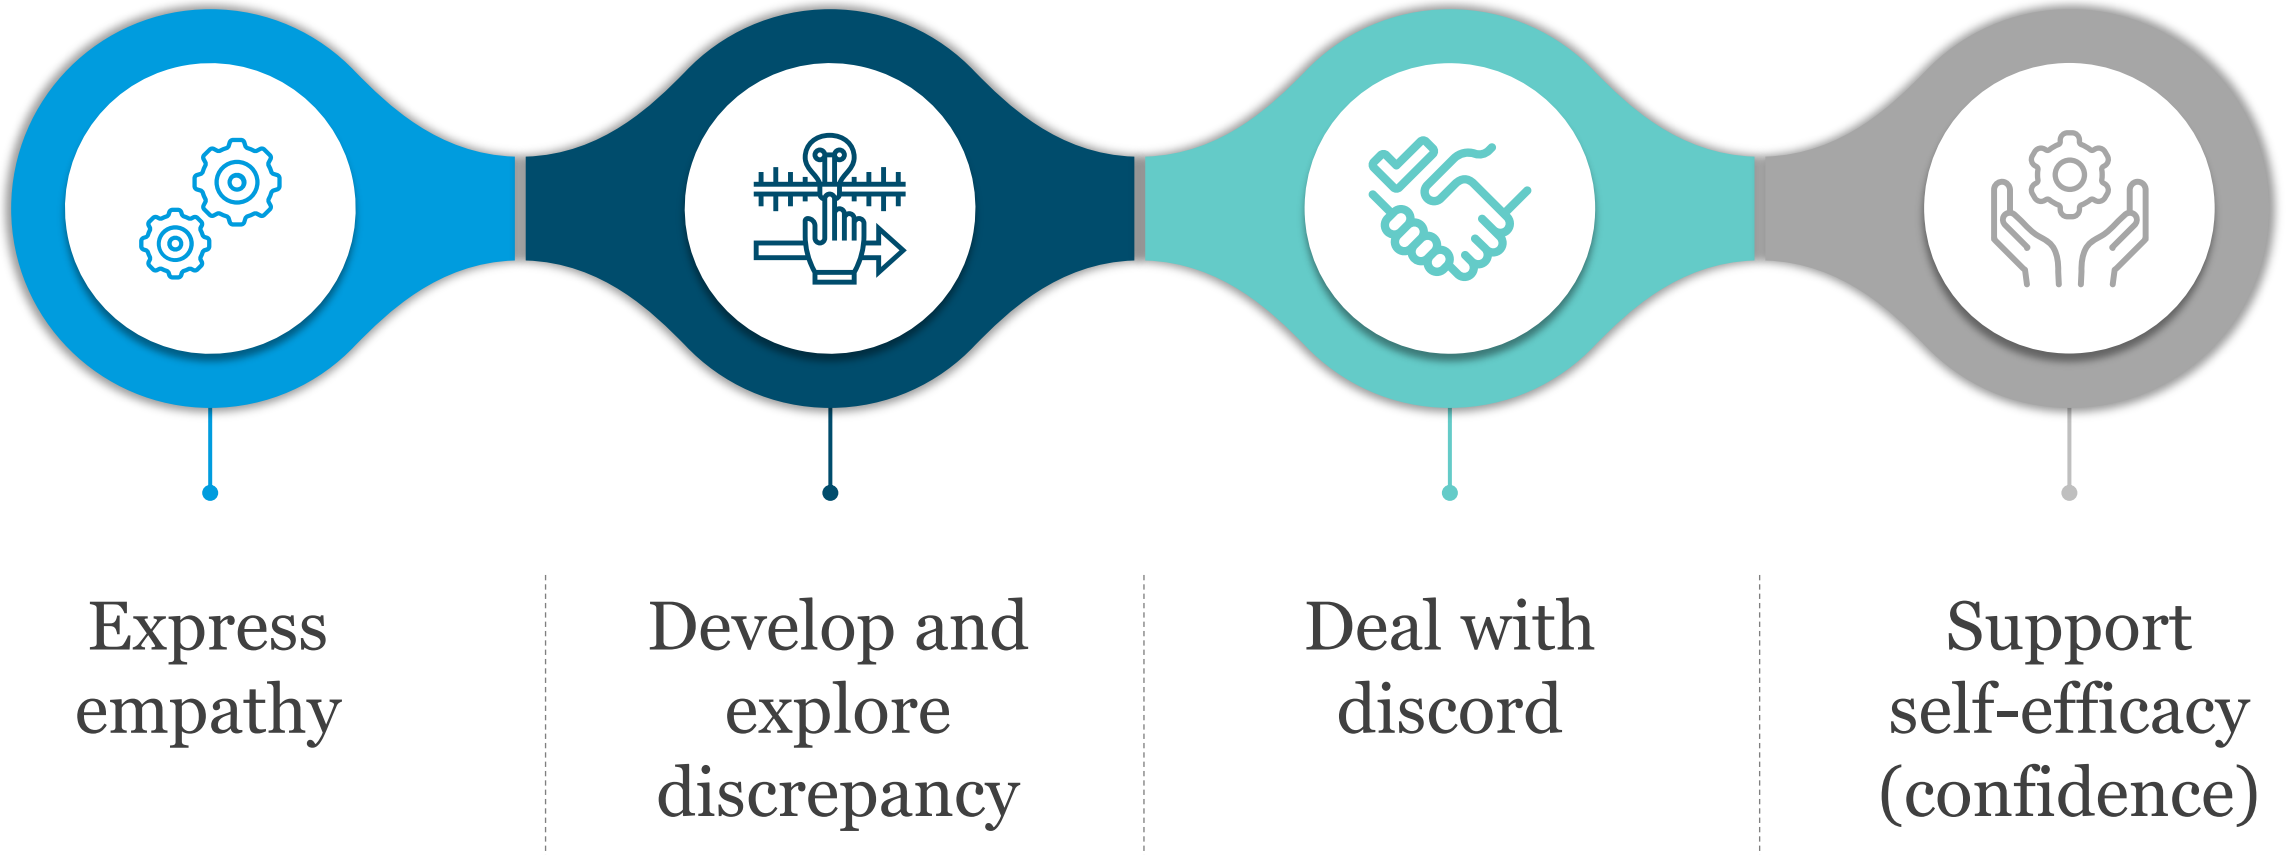 Express
empathy
Develop and
explore
discrepancy
Deal with
discord
Support
self-efficacy
(confidence)